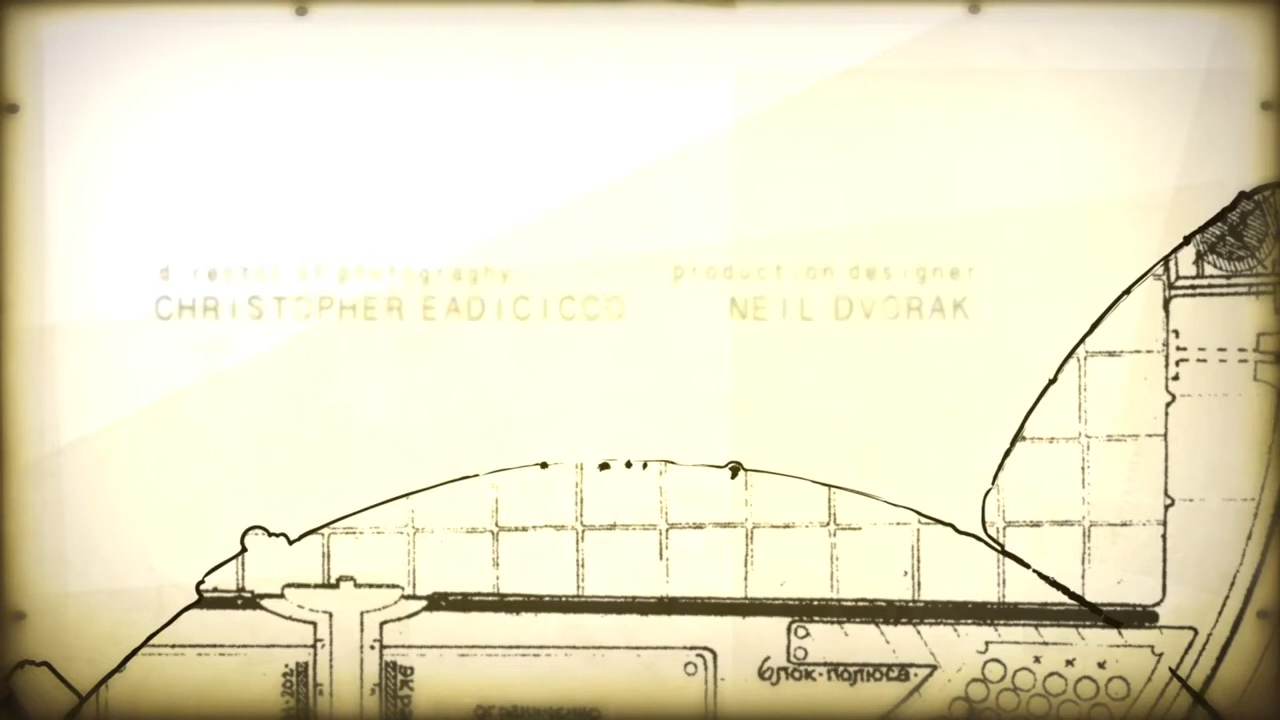 director of photography
CHRISTOPHER EADICICCO
production designer
NEIL DVORAK
блок·полюса·